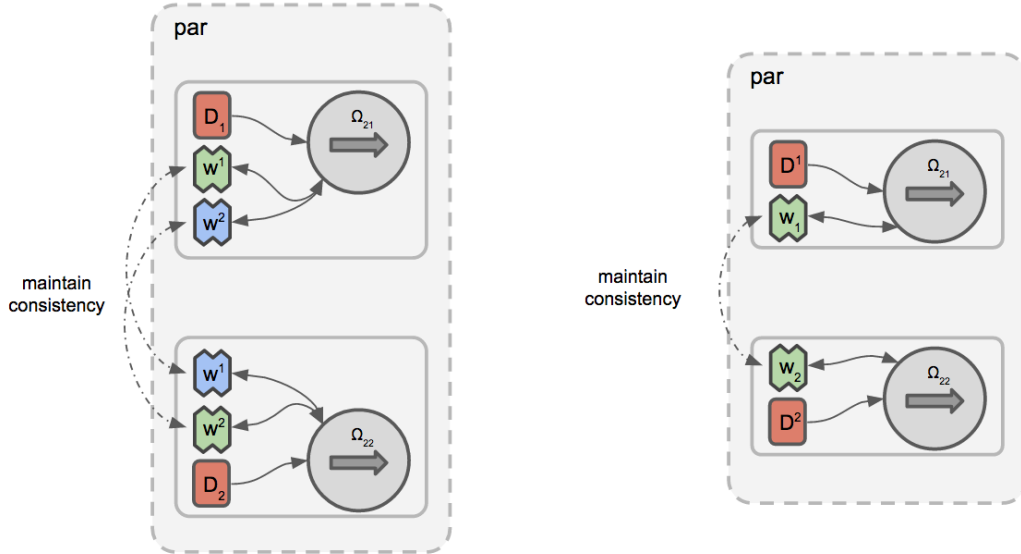 par
D₁
w¹
w²
Ω₂₁
maintain
consistency
w¹
w²
D₂
Ω₂₂
par
D¹
w₁
Ω₂₁
maintain
consistency
w₂
D²
Ω₂₂